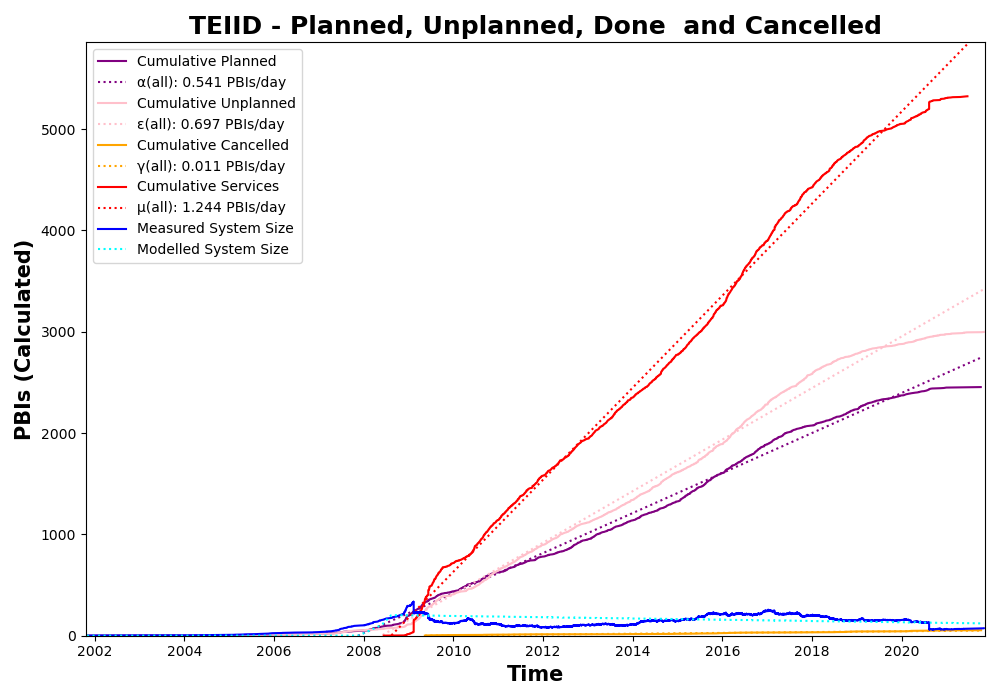 TEIID - Planned, Unplanned, Done  and Cancelled
Cumulative Planned
α(all): 0.541 PBIs/day
Cumulative Unplanned
ε(all): 0.697 PBIs/day
Cumulative Cancelled
γ(all): 0.011 PBIs/day
Cumulative Services
μ(all): 1.244 PBIs/day
Measured System Size
Modelled System Size
PBIs (Calculated)
5000
4000
3000
2000
1000
0
2002 2004 2006 2008 2010 2012 2014 2016 2018 2020
Time